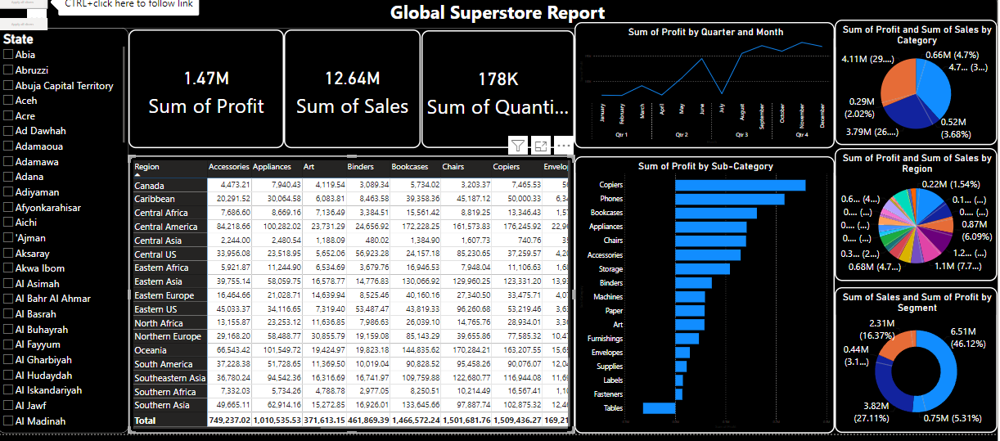 CTRL+click here to follow link
Global Superstore Report
State
Abia
Abruzzi
Abuja Capital Territory
Aceh
Acre
Ad Dawhah
Adamaoua
Adamawa
Adana
Adiyaman
Afyonkarahisar
Aichi
'Ajman
Aksaray
Akwa Ibom
Al Asimah
Al Bahr Al Ahmar
Al Basrah
Al Buhayrah
Al Fayyum
Al Gharbiyah
Al Hudaydah
Al Iskandariyah
Al Jawf
Al Madinah
1.47M
Sum of Profit
12.64M
Sum of Sales
178K
Sum of Quanti...
Region Accessories Appliances Art Binders Bookcases Chairs Copiers Envelo
Canada 4,473.21 7,940.43 4,119.54 3,089.34 5,734.02 3,203.37 7,465.53
Caribbean 20,291.52 30,064.58 6,083.81 8,463.58 39,358.36 45,187.12 50,000.33 6,34
Central Africa 7,686.60 8,669.16 7,136.49 3,384.51 15,561.42 8,819.25 13,346.43 1,57
Central America 84,218.66 100,282.02 23,731.29 24,656.92 172,228.25 161,573.83 176,245.92 22,96
Central Asia 2,244.00 2,480.54 1,188.09 480.02 1,384.90 1,607.73 740.76 35
Central US 33,956.08 23,518.95 5,652.06 56,923.28 24,157.18 85,230.65 37,259.57 4,20
Eastern Africa 5,921.87 11,244.90 6,534.69 3,679.76 16,946.53 7,948.04 11,106.63 1,68
Eastern Asia 39,755.14 58,059.75 16,578.77 14,776.83 130,066.92 129,960.25 123,331.20 13,93
Eastern Europe 16,464.66 21,028.71 14,639.94 8,525.46 40,160.16 27,340.50 33,475.71 4,07
Eastern US 45,033.37 34,116.65 7,319.40 53,487.47 43,819.33 96,260.68 53,219.46 3,63
North Africa 13,155.87 23,253.12 11,636.85 7,986.63 26,039.10 14,765.76 28,934.01 3,36
Northern Europe 29,168.20 58,488.77 30,855.79 19,159.08 85,143.29 39,655.86 77,585.32 10,47
Oceania 66,543.42 101,549.72 19,424.97 19,823.18 144,835.62 170,284.21 163,207.55 15,65
South America 37,228.38 51,728.65 11,369.50 10,019.04 90,828.52 95,458.26 90,076.07 12,04
Southeastern Asia 36,780.24 94,542.36 16,316.69 16,741.97 109,759.88 122,680.77 116,944.08 11,69
Southern Africa 7,332.03 5,734.26 4,788.78 2,977.05 8,250.51 10,214.49 16,567.41 1,10
Southern Asia 49,665.11 62,914.16 15,272.85 16,926.01 133,645.66 97,887.74 102,875.32 12,46
Total 749,237.02 1,010,535.53 371,613.15 461,869.39 1,466,572.24 1,501,681.76 1,509,436.27 169,21
Sum of Profit by Quarter and Month
January
February
March
April
May
June
July
August
September
October
November
December
Qtr 1 Qtr 2 Qtr 3 Qtr 4
Sum of Profit by Sub-Category
Copiers
Phones
Bookcases
Appliances
Chairs
Accessories
Storage
Binders
Machines
Paper
Art
Furnishings
Envelopes
Supplies
Labels
Fasteners
Tables
Sum of Profit and Sum of Sales by
Category
0.66M (4.7%)
4.11M (29....)
4.7... (3...)
0.29M
(2.02%)
0.52M
(3.68%)
3.79M (26....)
Sum of Profit and Sum of Sales by
Region
0.22M (1.54%)
0.6... (4...)
0.1... (...)
0.... (...)
0.... (...)
0.... (...)
0.87M
(6.09%)
0.3... (2...)
1.2... (...)
0.68M (4.7...)
1.1M (7.7...)
Sum of Sales and Sum of Profit by
Segment
2.31M
(16.37%)
6.51M
(46.12%)
0.44M
(3.1...)
3.82M
(27.11%)
0.75M (5.31%)